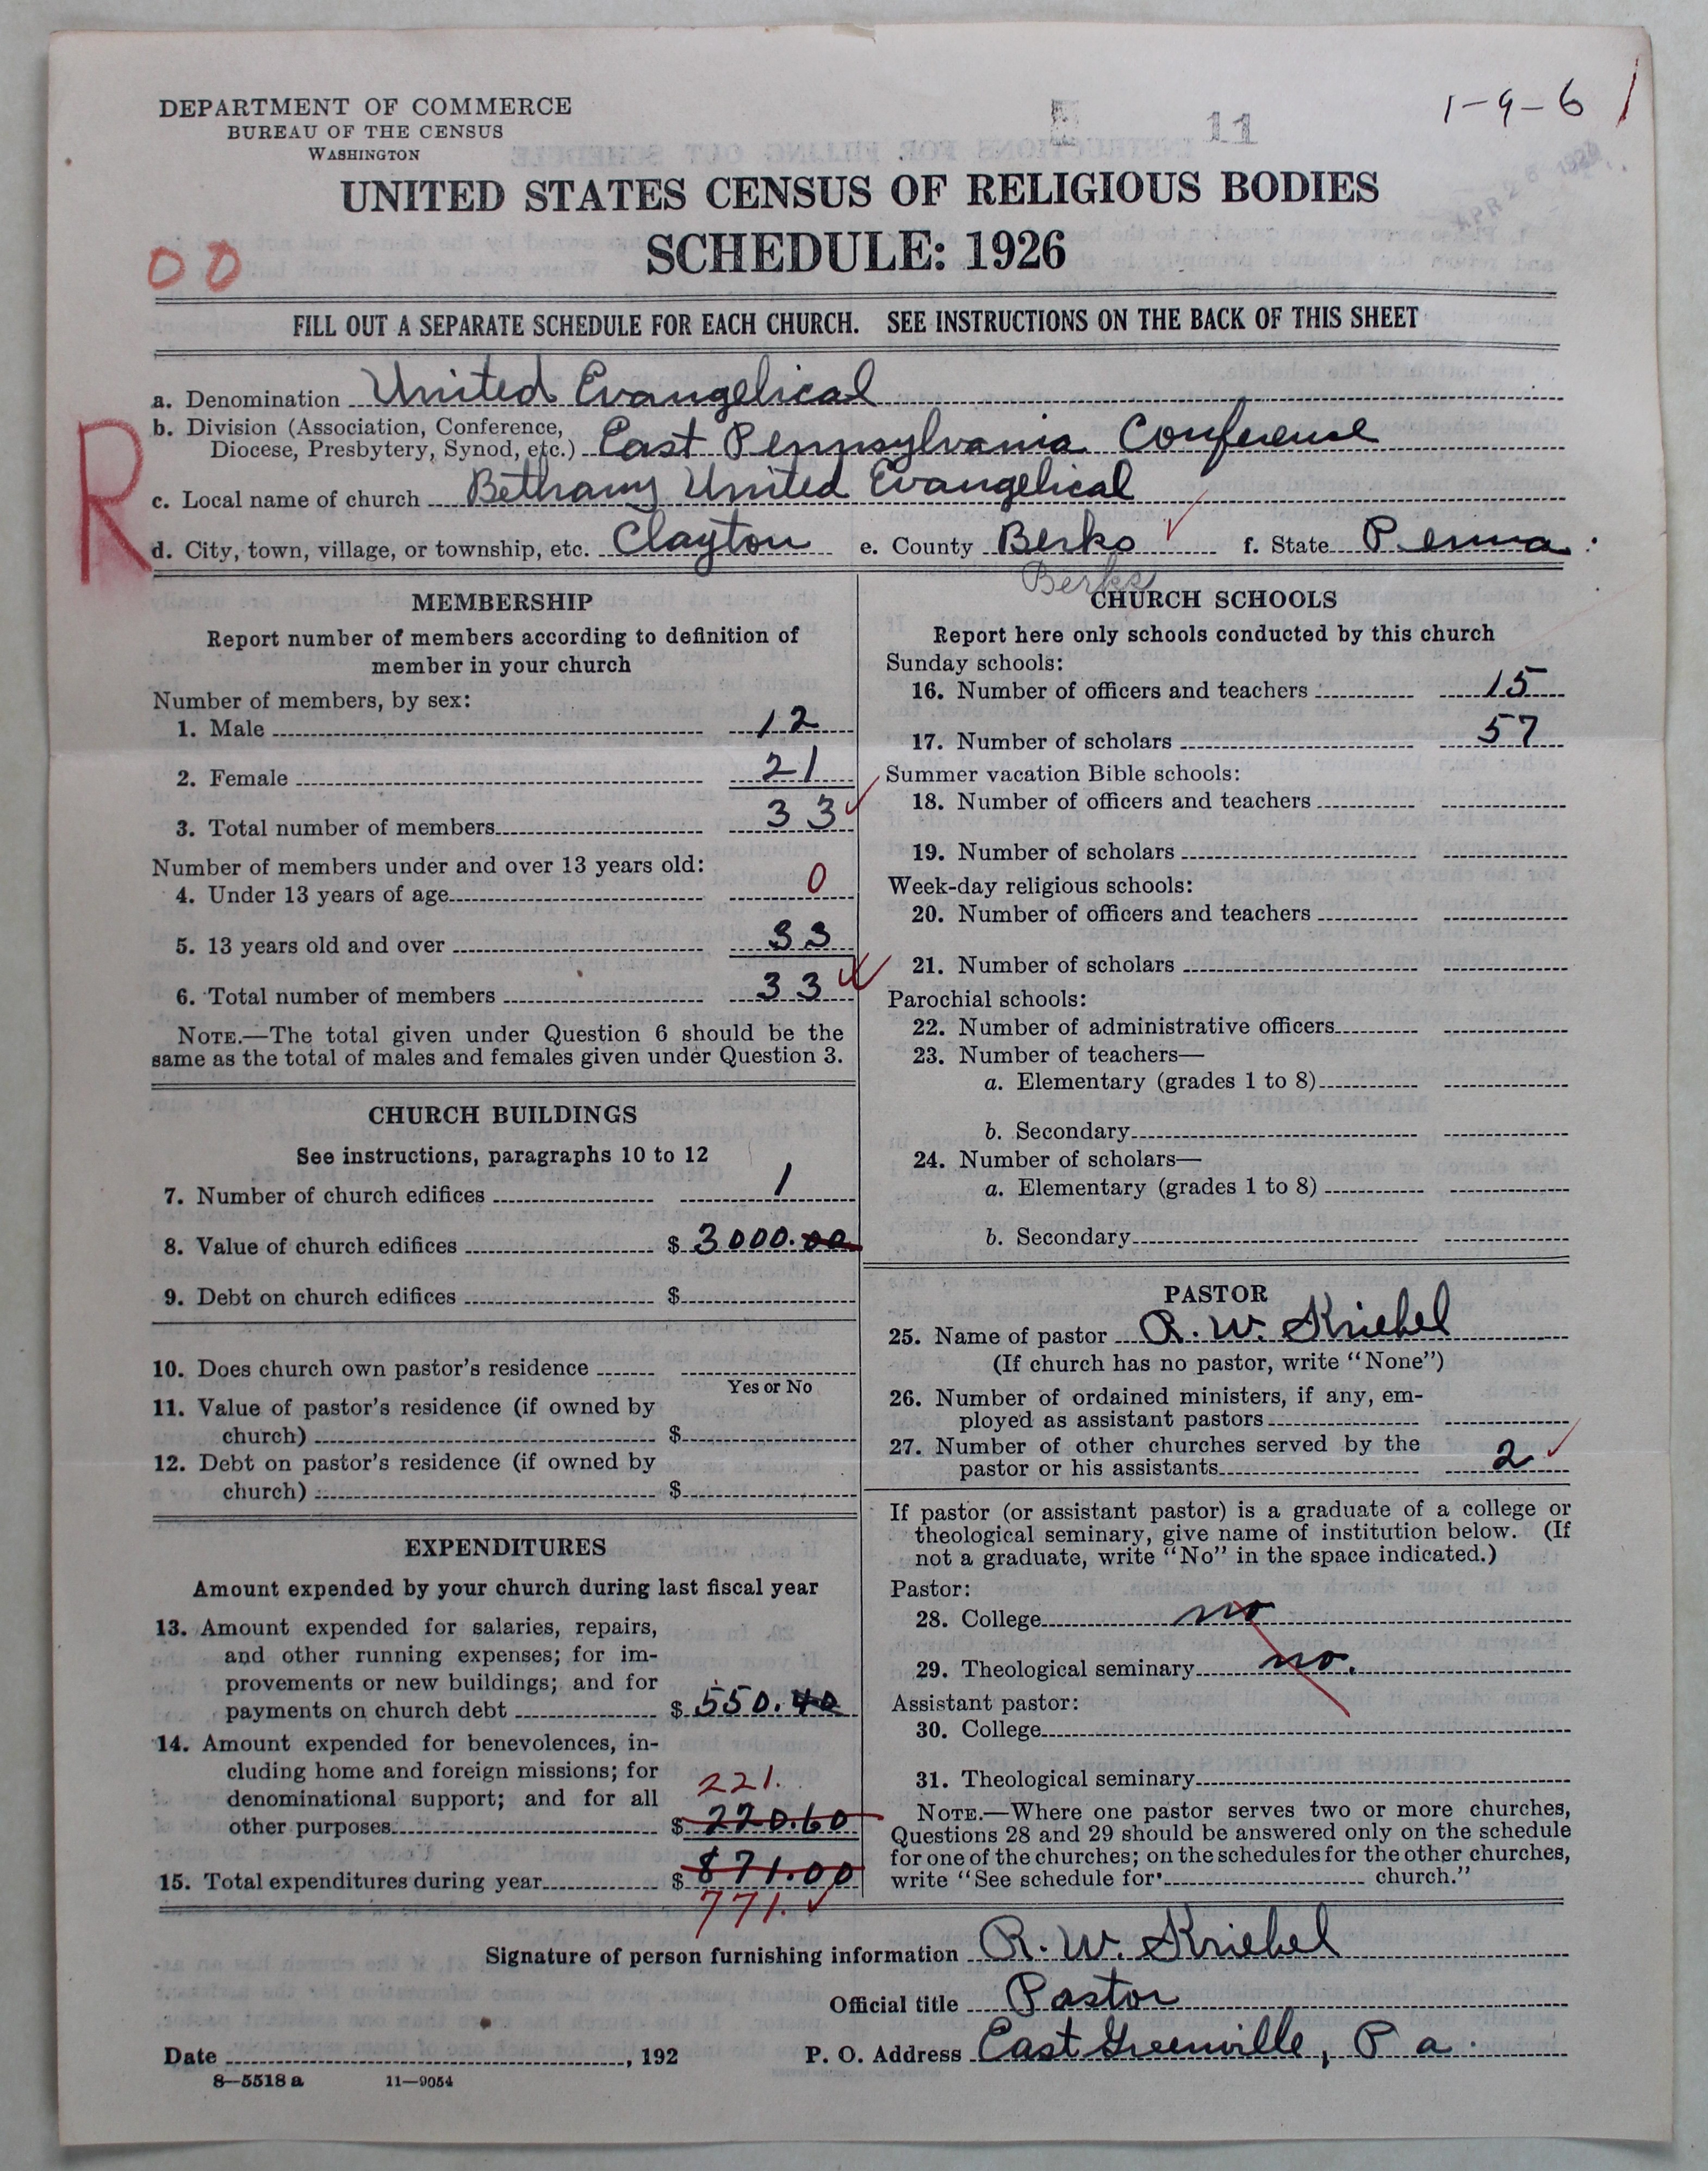 1-9-6
E 11
DEPARTMENT OF COMMERCE
BUREAU OF THE CENSUS
WASHINGTON
APR 26 1926
UNITED STATES CENSUS OF RELIGIOUS BODIES
SCHEDULE: 1926
00
FILL OUT A SEPARATE SCHEDULE FOR EACH CHURCH. SEE INSTRUCTIONS ON THE BACK OF THIS SHEET
R
a. Denomination United Evangelical
b. Division (Association, Conference,
Diocese, Presbytery, Synod, etc.) East Pennsylvania Conference
c. Local name of church Bethany United Evangelical
d. City, town, village, or township, etc. Clayton e. County Berks f. State Penna.
Berks
MEMBERSHIP
Report number of members according to definition of
member in your church
Number of members, by sex:
1. Male 12
2. Female 21
3. Total number of members 33
Number of members under and over 13 years old:
4. Under 13 years of age 0
5. 13 years old and over 33
6. Total number of members 33
NOTE.—The total given under Question 6 should be the
same as the total of males and females given under Question 3.
CHURCH BUILDINGS
See instructions, paragraphs 10 to 12
7. Number of church edifices 1
8. Value of church edifices $ 3000.00
9. Debt on church edifices $
10. Does church own pastor's residence
Yes or No
11. Value of pastor's residence (if owned by
church) $
12. Debt on pastor's residence (if owned by
church) $
EXPENDITURES
Amount expended by your church during last fiscal year
13. Amount expended for salaries, repairs,
and other running expenses; for im-
provements or new buildings; and for
payments on church debt $ 550.40
14. Amount expended for benevolences, in-
cluding home and foreign missions; for
denominational support; and for all
221.
other purposes $ 220.60
15. Total expenditures during year $ 871.00
771.
CHURCH SCHOOLS
Report here only schools conducted by this church
Sunday schools:
16. Number of officers and teachers 15
17. Number of scholars 57
Summer vacation Bible schools:
18. Number of officers and teachers
19. Number of scholars
Week-day religious schools:
20. Number of officers and teachers
21. Number of scholars
Parochial schools:
22. Number of administrative officers
23. Number of teachers—
a. Elementary (grades 1 to 8)
b. Secondary
24. Number of scholars—
a. Elementary (grades 1 to 8)
b. Secondary
PASTOR
25. Name of pastor R. W. Kriebel
(If church has no pastor, write "None")
26. Number of ordained ministers, if any, em-
ployed as assistant pastors
27. Number of other churches served by the
pastor or his assistants 2
If pastor (or assistant pastor) is a graduate of a college or
theological seminary, give name of institution below. (If
not a graduate, write "No" in the space indicated.)
Pastor:
28. College no
29. Theological seminary no.
Assistant pastor:
30. College
31. Theological seminary
NOTE.—Where one pastor serves two or more churches,
Questions 28 and 29 should be answered only on the schedule
for one of the churches; on the schedules for the other churches,
write "See schedule for church."
Signature of person furnishing information R. W. Kriebel
Official title Pastor
Date , 192 P. O. Address East Greenville, Pa.
8—5518 a 11—9054